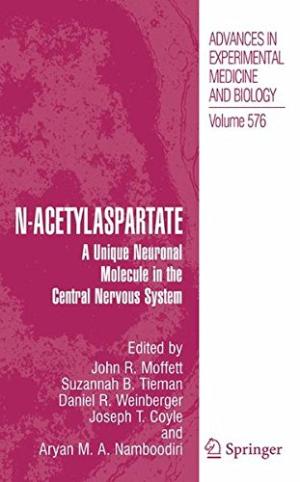 ADVANCES IN
EXPERIMENTAL
MEDICINE
AND BIOLOGY
Volume 576
N-ACETYLASPARTATE
A Unique Neuronal
Molecule in the
Central Nervous System
Edited by
John R. Moffett
Suzannah B. Tieman
Daniel R. Weinberger
Joseph T. Coyle
and
Aryan M. A. Namboodiri
Springer